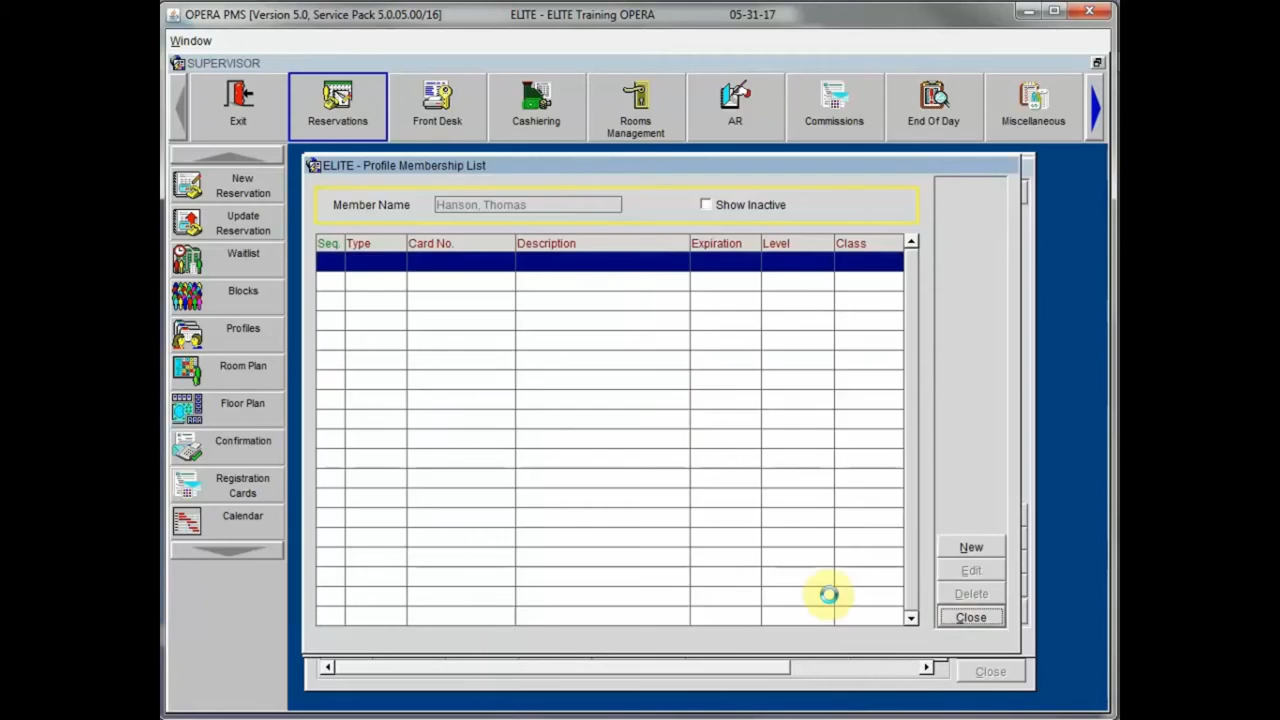 OPERA PMS [Version 5.0, Service Pack 5.0.05.00/16] ELITE - ELITE Training OPERA 05-31-17
Window
SUPERVISOR
Exit
Reservations
Front Desk
Cashiering
Rooms
Management
AR
Commissions
End Of Day
Miscellaneous
New
Reservation
Update
Reservation
Waitlist
Blocks
Profiles
Room Plan
Floor Plan
Confirmation
Registration
Cards
Calendar
ELITE - Profile Membership List
Member Name Hanson, Thomas Show Inactive
Seq. Type Card No. Description Expiration Level Class
New
Edit
Delete
Close
Close